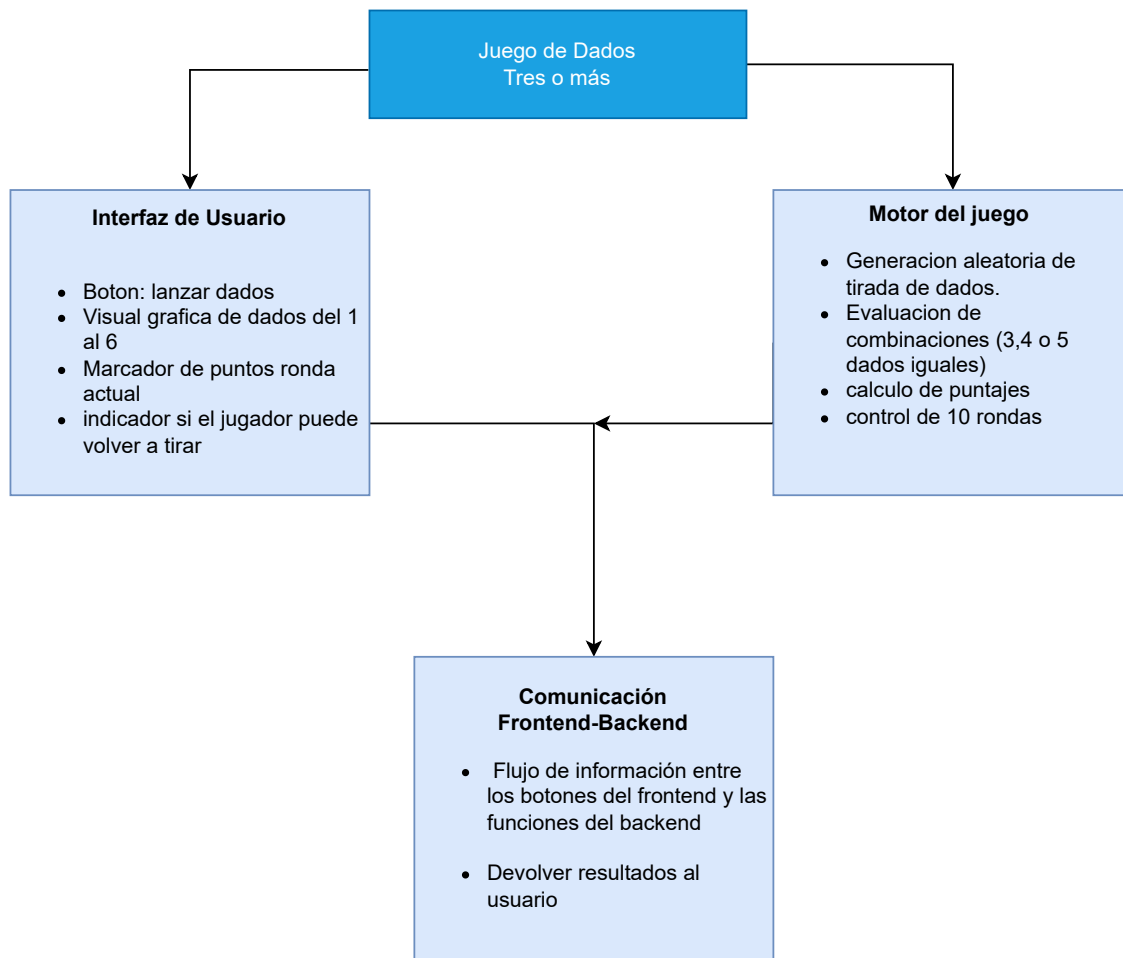 Juego de Dados
Tres o más
Interfaz de Usuario
Boton: lanzar dados
Visual grafica de dados del 1
al 6
Marcador de puntos ronda
actual
indicador si el jugador puede
volver a tirar
Motor del juego
Generacion aleatoria de
tirada de dados.
Evaluacion de
combinaciones (3,4 o 5
dados iguales)
calculo de puntajes
control de 10 rondas
Comunicación
Frontend-Backend
Flujo de información entre
los botones del frontend y las
funciones del backend
Devolver resultados al
usuario